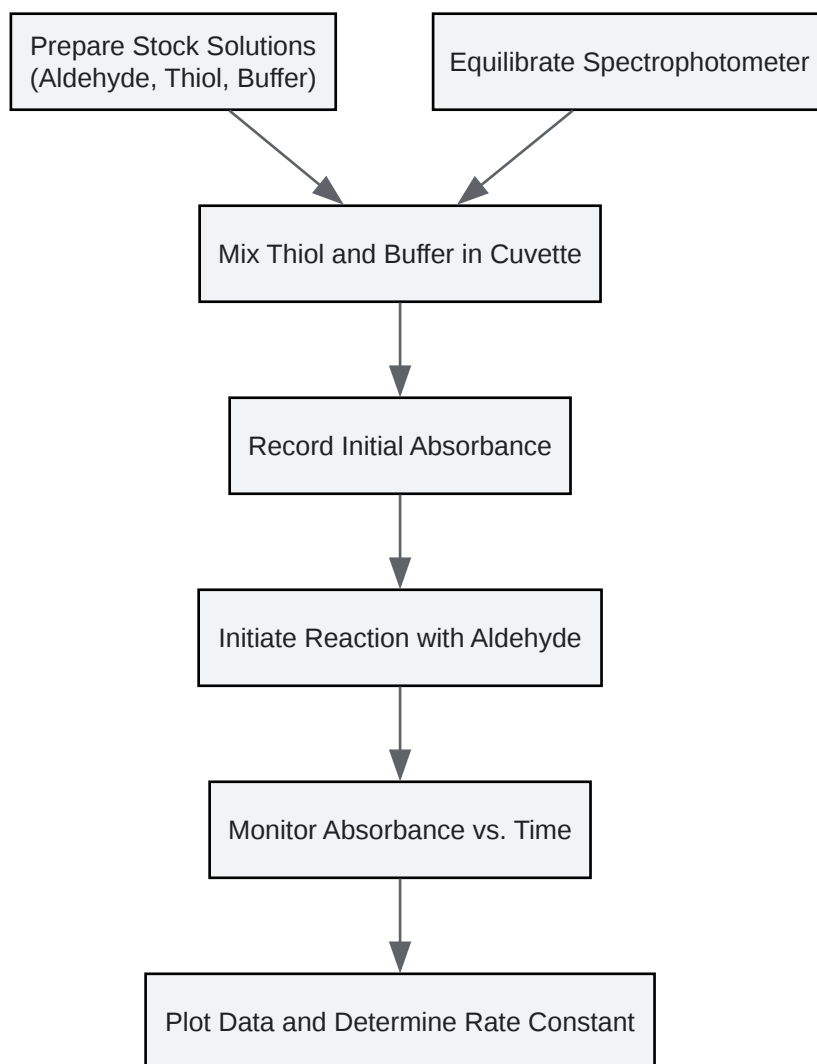 Prepare Stock Solutions
(Aldehyde, Thiol, Buffer)
Equilibrate Spectrophotometer
Mix Thiol and Buffer in Cuvette
Record Initial Absorbance
Initiate Reaction with Aldehyde
Monitor Absorbance vs. Time
Plot Data and Determine Rate Constant